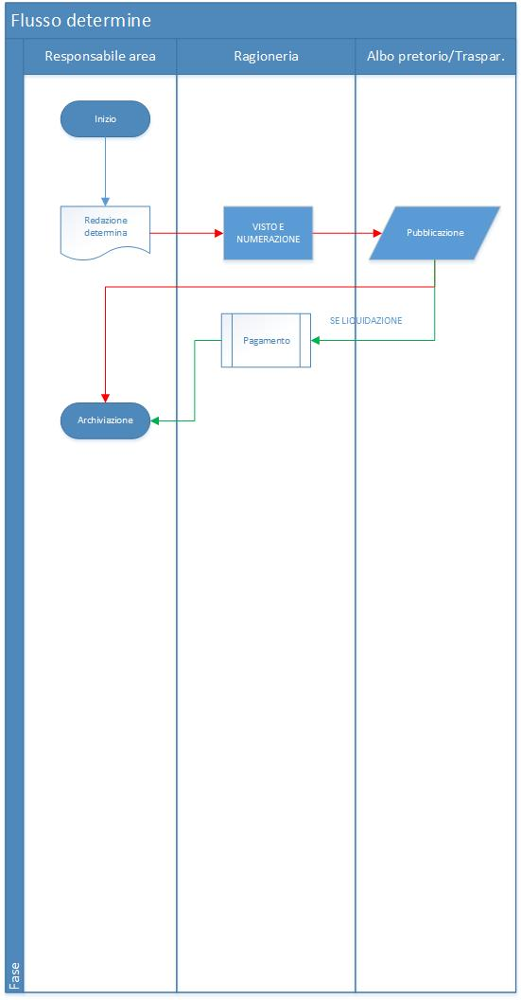 Flusso determine
Responsabile area
Ragioneria
Albo pretorio/Traspar.
Inizio
Redazione
determina
VISTO E
NUMERAZIONE
Pubblicazione
SE LIQUIDAZIONE
Pagamento
Archiviazione
Fase